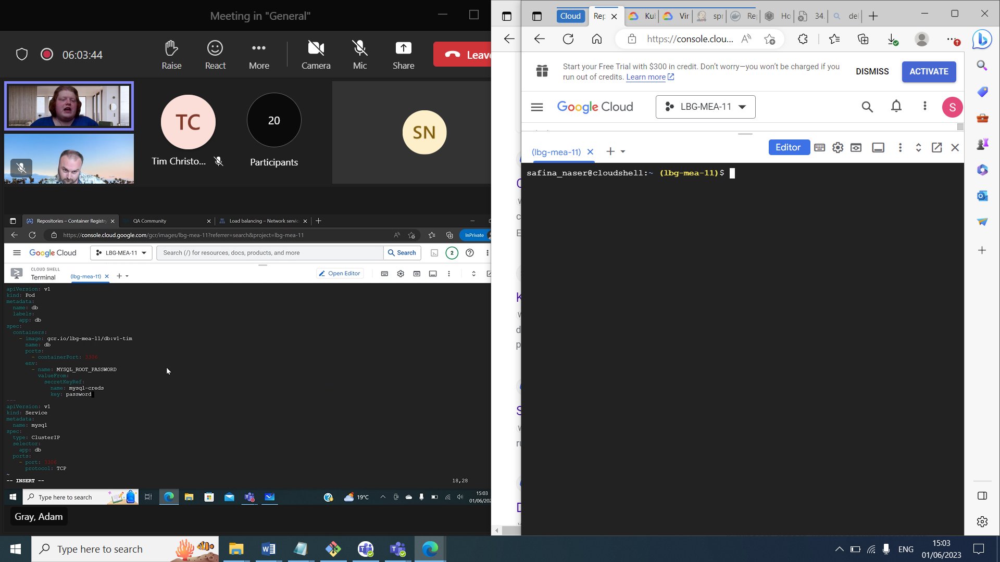 Meeting in "General"
06:03:44
Raise
React
More
Camera
Mic
Share
Leave
TC
Tim Christo...
20
Participants
SN
Repositories – Container Registry
QA Community
Load balancing – Network servic
https://console.cloud.google.com/gcr/images/lbg-mea-11?referrer=search&project=lbg-mea-11
InPrivate
Google Cloud
LBG-MEA-11
Search (/) for resources, docs, products, and more
Search
2
CLOUD SHELL
Terminal
(lbg-mea-11)
Open Editor
apiVersion: v1
kind: Pod
metadata:
  name: db
  labels:
    app: db
spec:
  containers:
    - image: gcr.io/lbg-mea-11/db:v1-tim
      name: db
      ports:
        - containerPort: 3306
      env:
        - name: MYSQL_ROOT_PASSWORD
          valueFrom:
            secretKeyRef:
              name: mysql-creds
              key: password
---
apiVersion: v1
kind: Service
metadata:
  name: mysql
spec:
  type: ClusterIP
  selector:
    app: db
  ports:
    - port: 3306
      protocol: TCP
~
-- INSERT --
18,28
Type here to search
19°C
15:03
01/06/202
Gray, Adam
Cloud
Rep
Ku
Vir
spr
Re
Ho
34.
del
https://console.clou...
Start your Free Trial with $300 in credit. Don't worry—you won't be charged if you
run out of credits. Learn more
DISMISS
ACTIVATE
Google Cloud
LBG-MEA-11
S
(lbg-mea-11)
Editor
safina_naser@cloudshell:~ (lbg-mea-11)$
Type here to search
ENG
15:03
01/06/2023